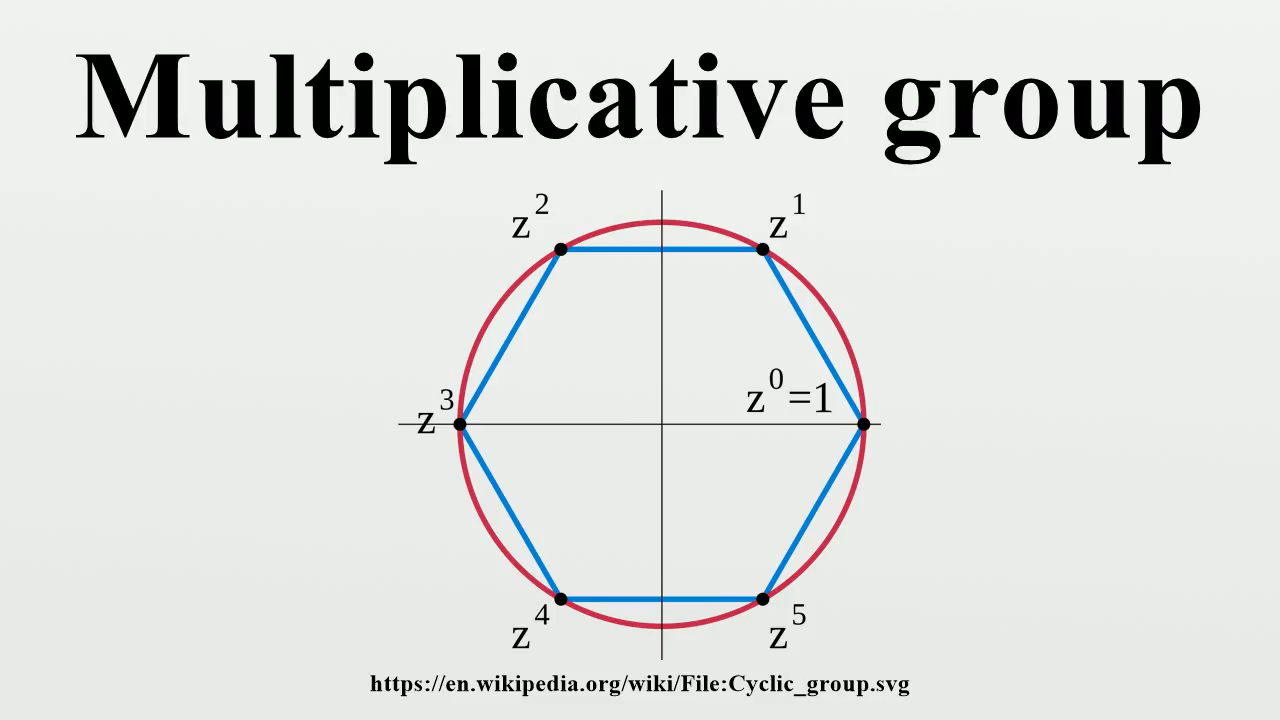 Multiplicative group
z² z¹
z³ z⁰=1
z⁴ z⁵
https://en.wikipedia.org/wiki/File:Cyclic_group.svg